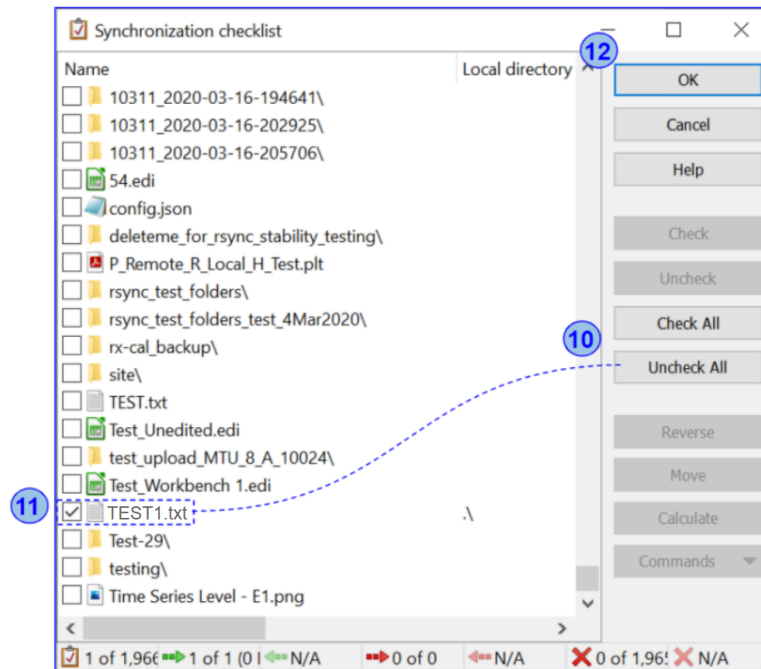 Synchronization checklist
12
Name Local directory
OK
10311_2020-03-16-194641\
10311_2020-03-16-202925\
Cancel
10311_2020-03-16-205706\
54.edi
Help
config.json
deleteme_for_rsync_stability_testing\
Check
P_Remote_R_Local_H_Test.plt
Uncheck
rsync_test_folders\
rsync_test_folders_test_4Mar2020\
Check All
10
rx-cal_backup\
site\
Uncheck All
TEST.txt
Test_Unedited.edi
Reverse
test_upload_MTU_8_A_10024\
Move
Test_Workbench 1.edi
11
TEST1.txt .\
Calculate
Test-29\
Commands
testing\
Time Series Level - E1.png
1 of 1,966 1 of 1 (0 N/A 0 of 0 N/A 0 of 1,965 N/A